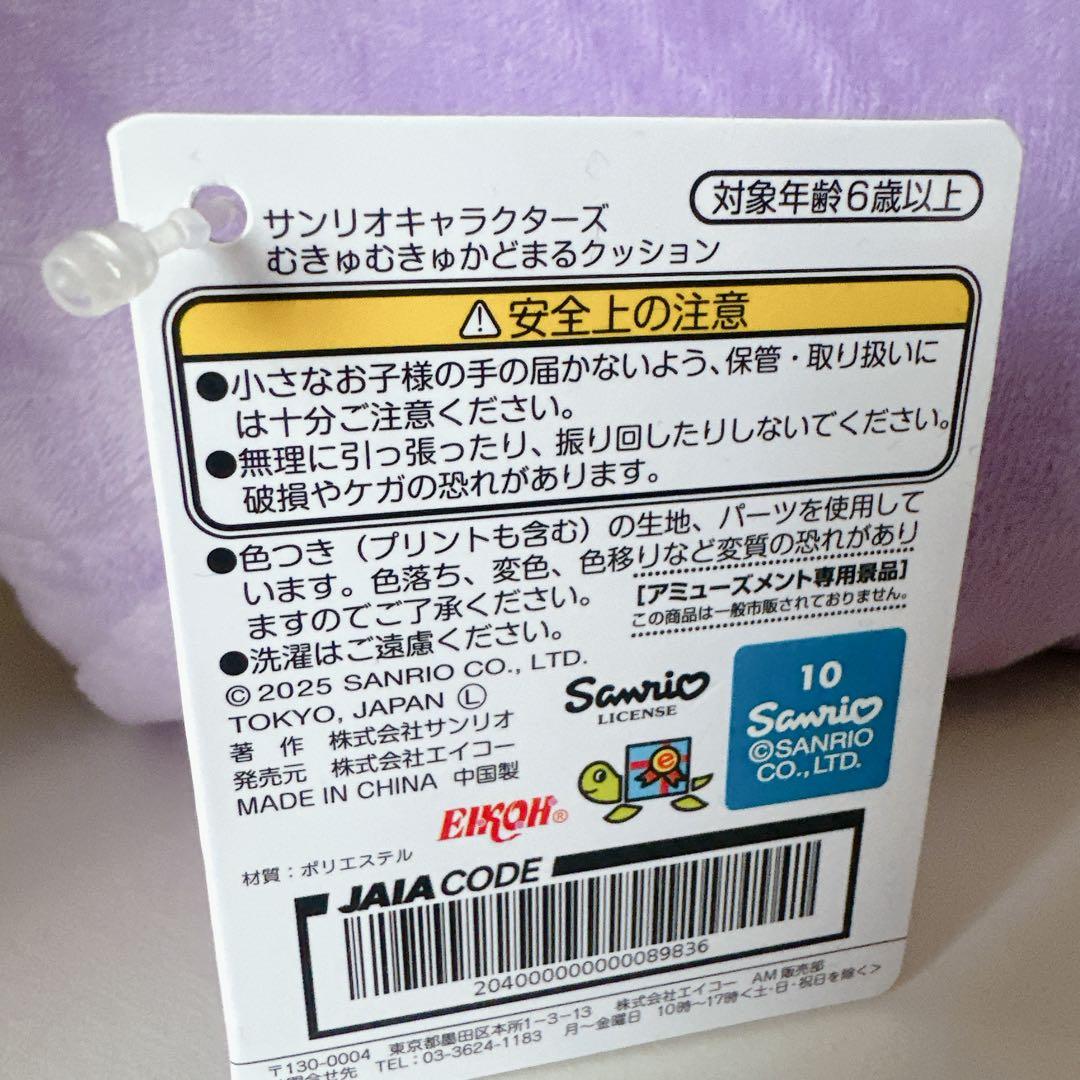 対象年齢6歳以上
サンリオキャラクターズ
むきゅむきゅかどまるクッション
⚠安全上の注意
●小さなお子様の手の届かないよう、保管・取り扱いに
は十分ご注意ください。
●無理に引っ張ったり、振り回したりしないでください。
破損やケガの恐れがあります。
●色つき（プリントも含む）の生地、パーツを使用して
います。色落ち、変色、色移りなど変質の恐れがあり
ますのでご了承ください。
●洗濯はご遠慮ください。
[アミューズメント専用景品]
この商品は一般市販されておりません。
© 2025 SANRIO CO., LTD.
TOKYO, JAPAN Ⓛ
著 作 株式会社サンリオ
発売元 株式会社エイコー
MADE IN CHINA 中国製
Sanrio
LICENSE
10
Sanrio
©SANRIO
CO., LTD.
e
EIKOH®
材質：ポリエステル
JAIA CODE
204000000000089836
株式会社エイコー AM販売部
〒130-0004 東京都墨田区本所1-3-13
TEL：03-3624-1183 月〜金曜日 10時〜17時<土・日・祝日を除く>